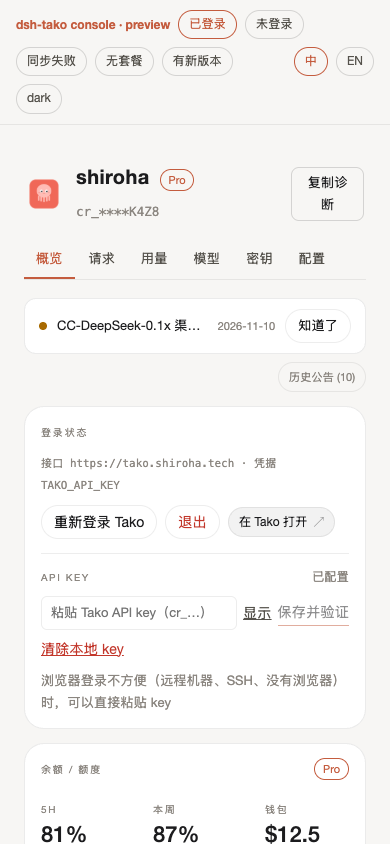 dsh-tako console · preview 已登录 未登录
同步失败 无套餐 有新版本 中 EN
dark
shiroha Pro
复制诊断
cr_****K4Z8
概览 请求 用量 模型 密钥 配置
CC-DeepSeek-0.1x 渠... 2026-11-10 知道了
历史公告 (10)
登录状态
接口 https://tako.shiroha.tech · 凭据
TAKO_API_KEY
重新登录 Tako 退出 在 Tako 打开 ↗
API KEY 已配置
粘贴 Tako API key（cr_…） 显示 保存并验证
清除本地 key
浏览器登录不方便（远程机器、SSH、没有浏览器）
时，可以直接粘贴 key
余额 / 额度 Pro
5H 本周 钱包
81% 87% $12.5